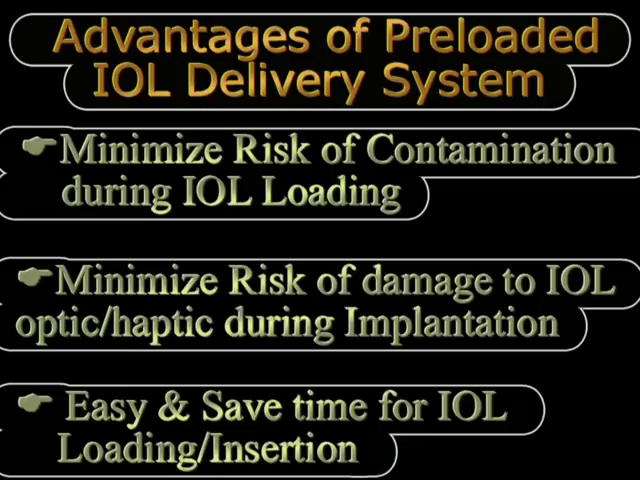 Advantages of Preloaded
IOL Delivery System
☛Minimize Risk of Contamination
during IOL Loading
☛Minimize Risk of damage to IOL
optic/haptic during Implantation
☛ Easy & Save time for IOL
Loading/Insertion